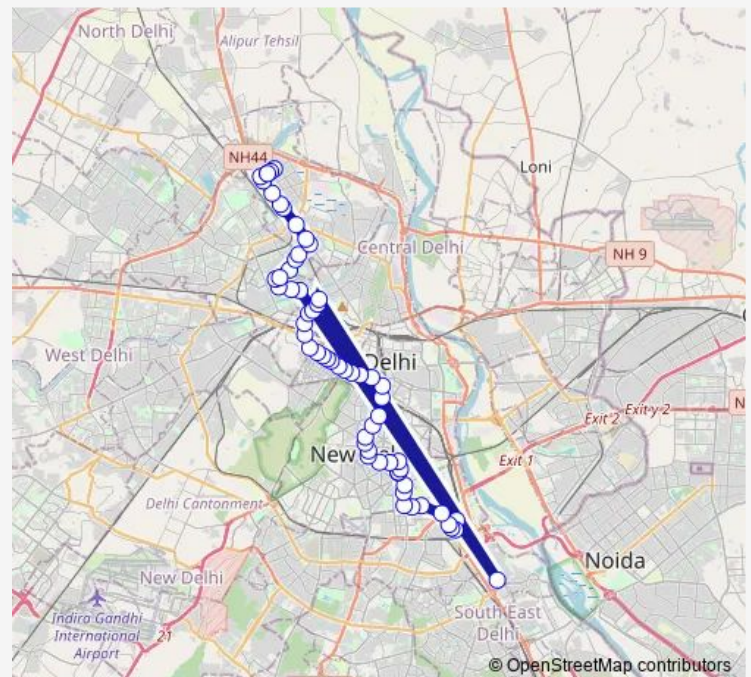 North Delhi
Alipur Tehsil
NH44
Loni
Central Delhi
NH 9
West Delhi
Delhi
Exit 2
Exit y 2
N
New
Exit 1
Delhi Cantonment
Noida
New Delhi
Indira Gandhi
International
Airport
21
South East
Delhi
© OpenStreetMap contributors